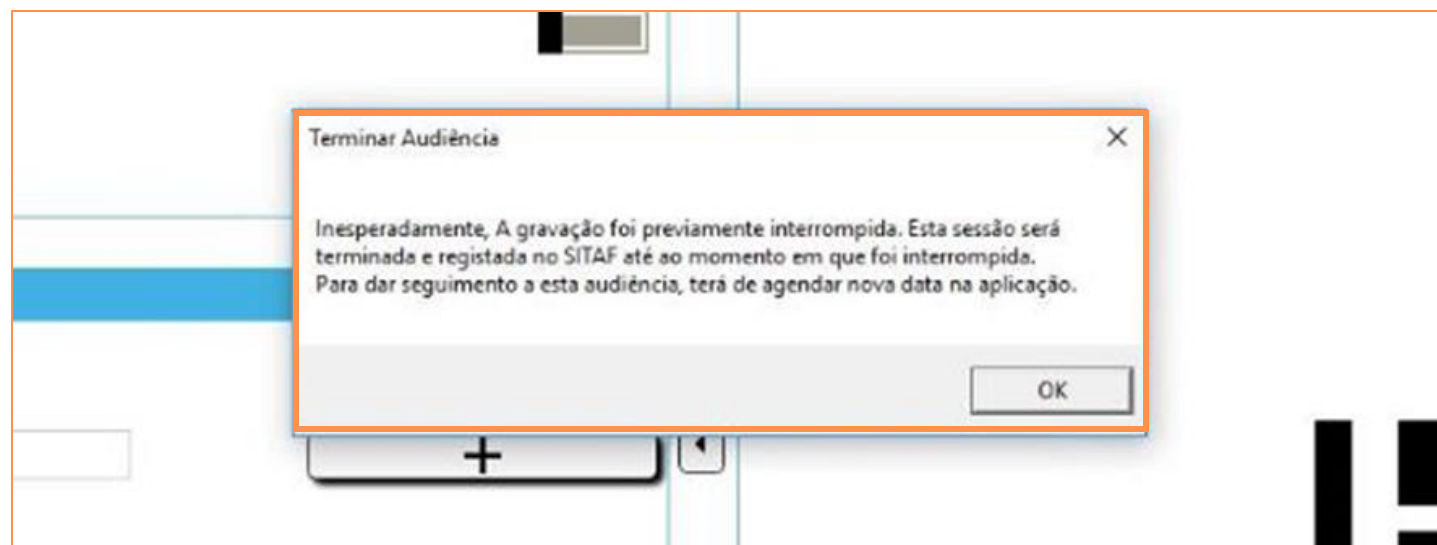 Terminar Audiência
Inesperadamente, A gravação foi previamente interrompida. Esta sessão será
terminada e registada no SITAF até ao momento em que foi interrompida.
Para dar seguimento a esta audiência, terá de agendar nova data na aplicação.
OK